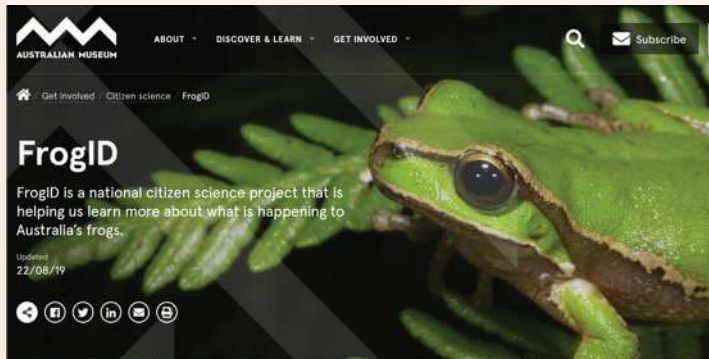 AUSTRALIAN MUSEUM
ABOUT DISCOVER & LEARN GET INVOLVED
Subscribe
/ Get involved / Citizen science / FrogID
FrogID
FrogID is a national citizen science project that is
helping us learn more about what is happening to
Australia's frogs.
Updated
22/08/19